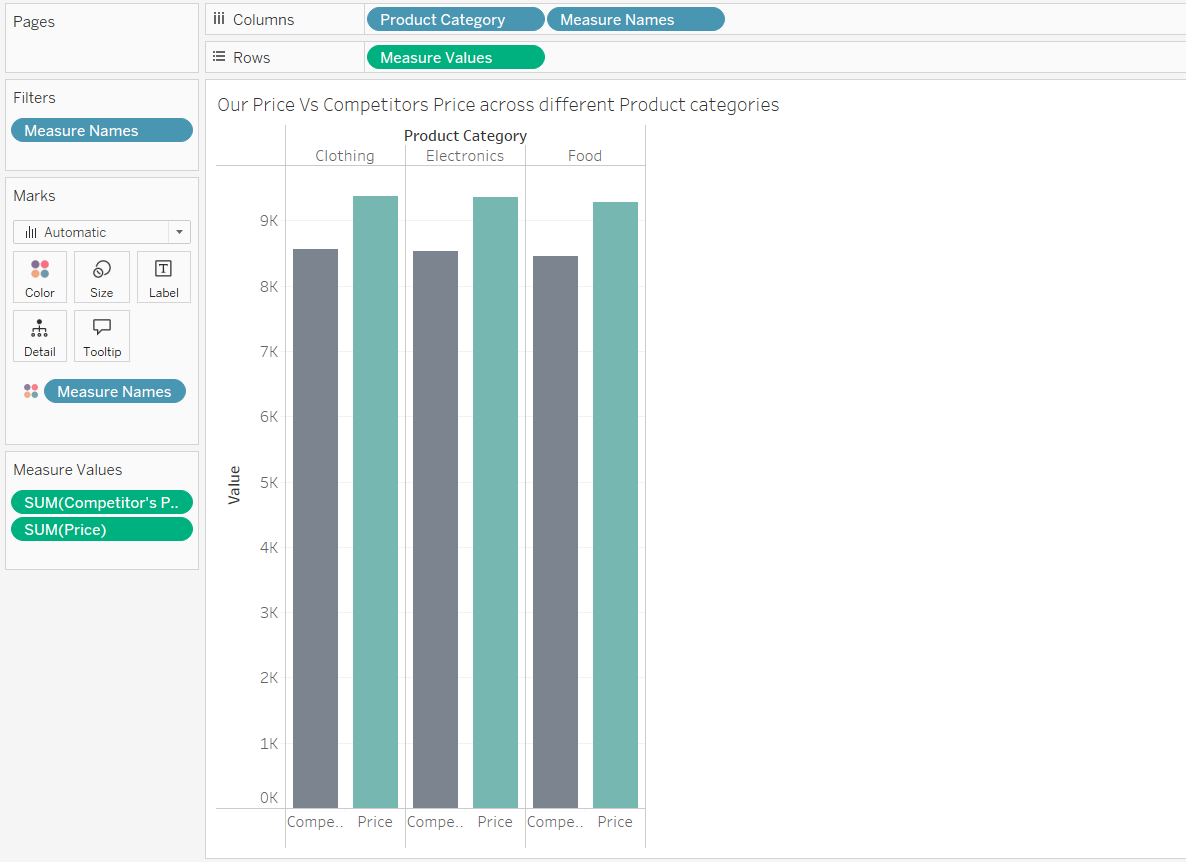 Pages
Columns
Product Category
Measure Names
Rows
Measure Values
Filters
Measure Names
Marks
Automatic
Color
Size
Label
Detail
Tooltip
Measure Names
Measure Values
SUM(Competitor's P..
SUM(Price)
Our Price Vs Competitors Price across different Product categories
Product Category
Clothing Electronics Food
9K
8K
7K
6K
5K
4K
3K
2K
1K
0K
Value
Compe.. Price Compe.. Price Compe.. Price